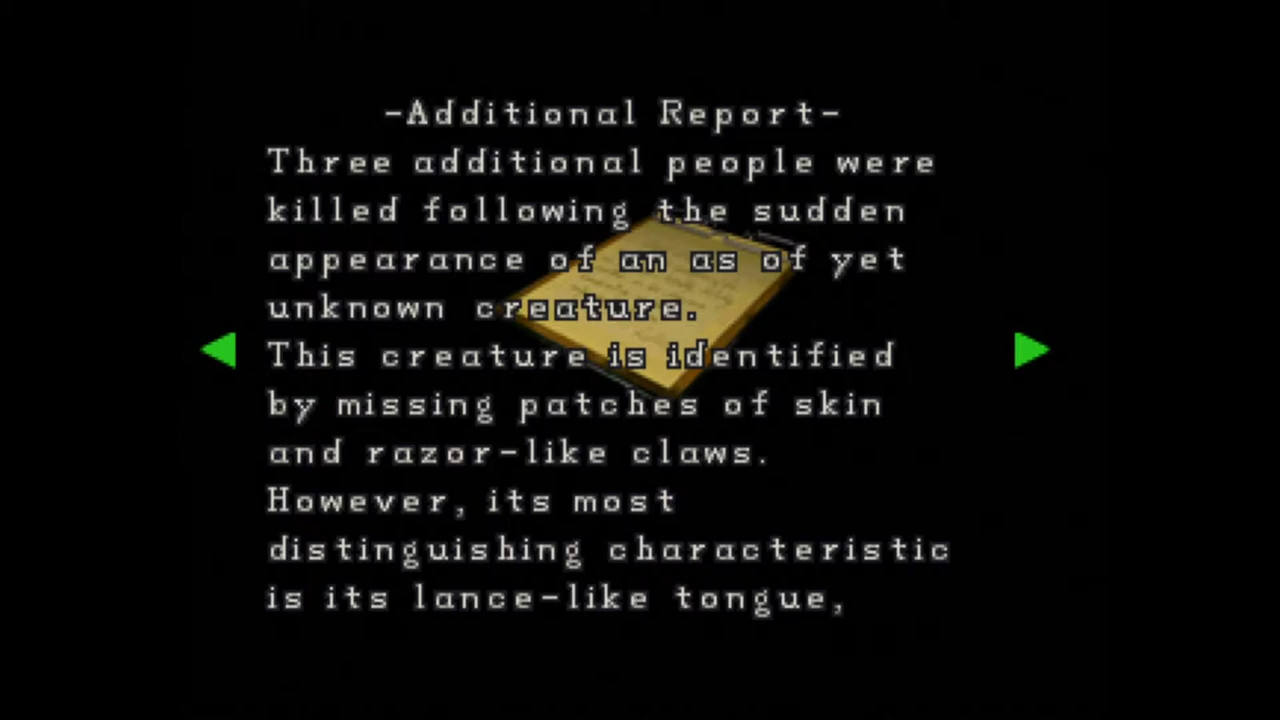 -Additional Report-
Three additional people were
killed following the sudden
appearance of an as of yet
unknown creature.
This creature is identified
by missing patches of skin
and razor-like claws.
However, its most
distinguishing characteristic
is its lance-like tongue,